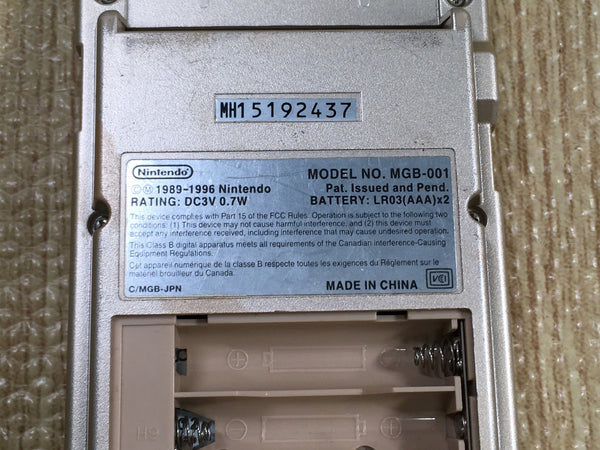 MH15192437
Nintendo
©Ⓜ 1989-1996 Nintendo
MODEL NO. MGB-001
Pat. Issued and Pend.
RATING: DC3V 0.7W
BATTERY: LR03(AAA)x2
This device complies with Part 15 of the FCC Rules. Operation is subject to the following two
conditions: (1) This device may not cause harmful interference, and (2) this device must
accept any interference received, including interference that may cause undesired operation.
This Class B digital apparatus meets all requirements of the Canadian Interference-Causing
Equipment Regulations.
Cet appareil numérique de la classe B respecte toutes les exigences du Règlement sur le
matériel brouilleur du Canada.
C/MGB-JPN
MADE IN CHINA
VCI
H9